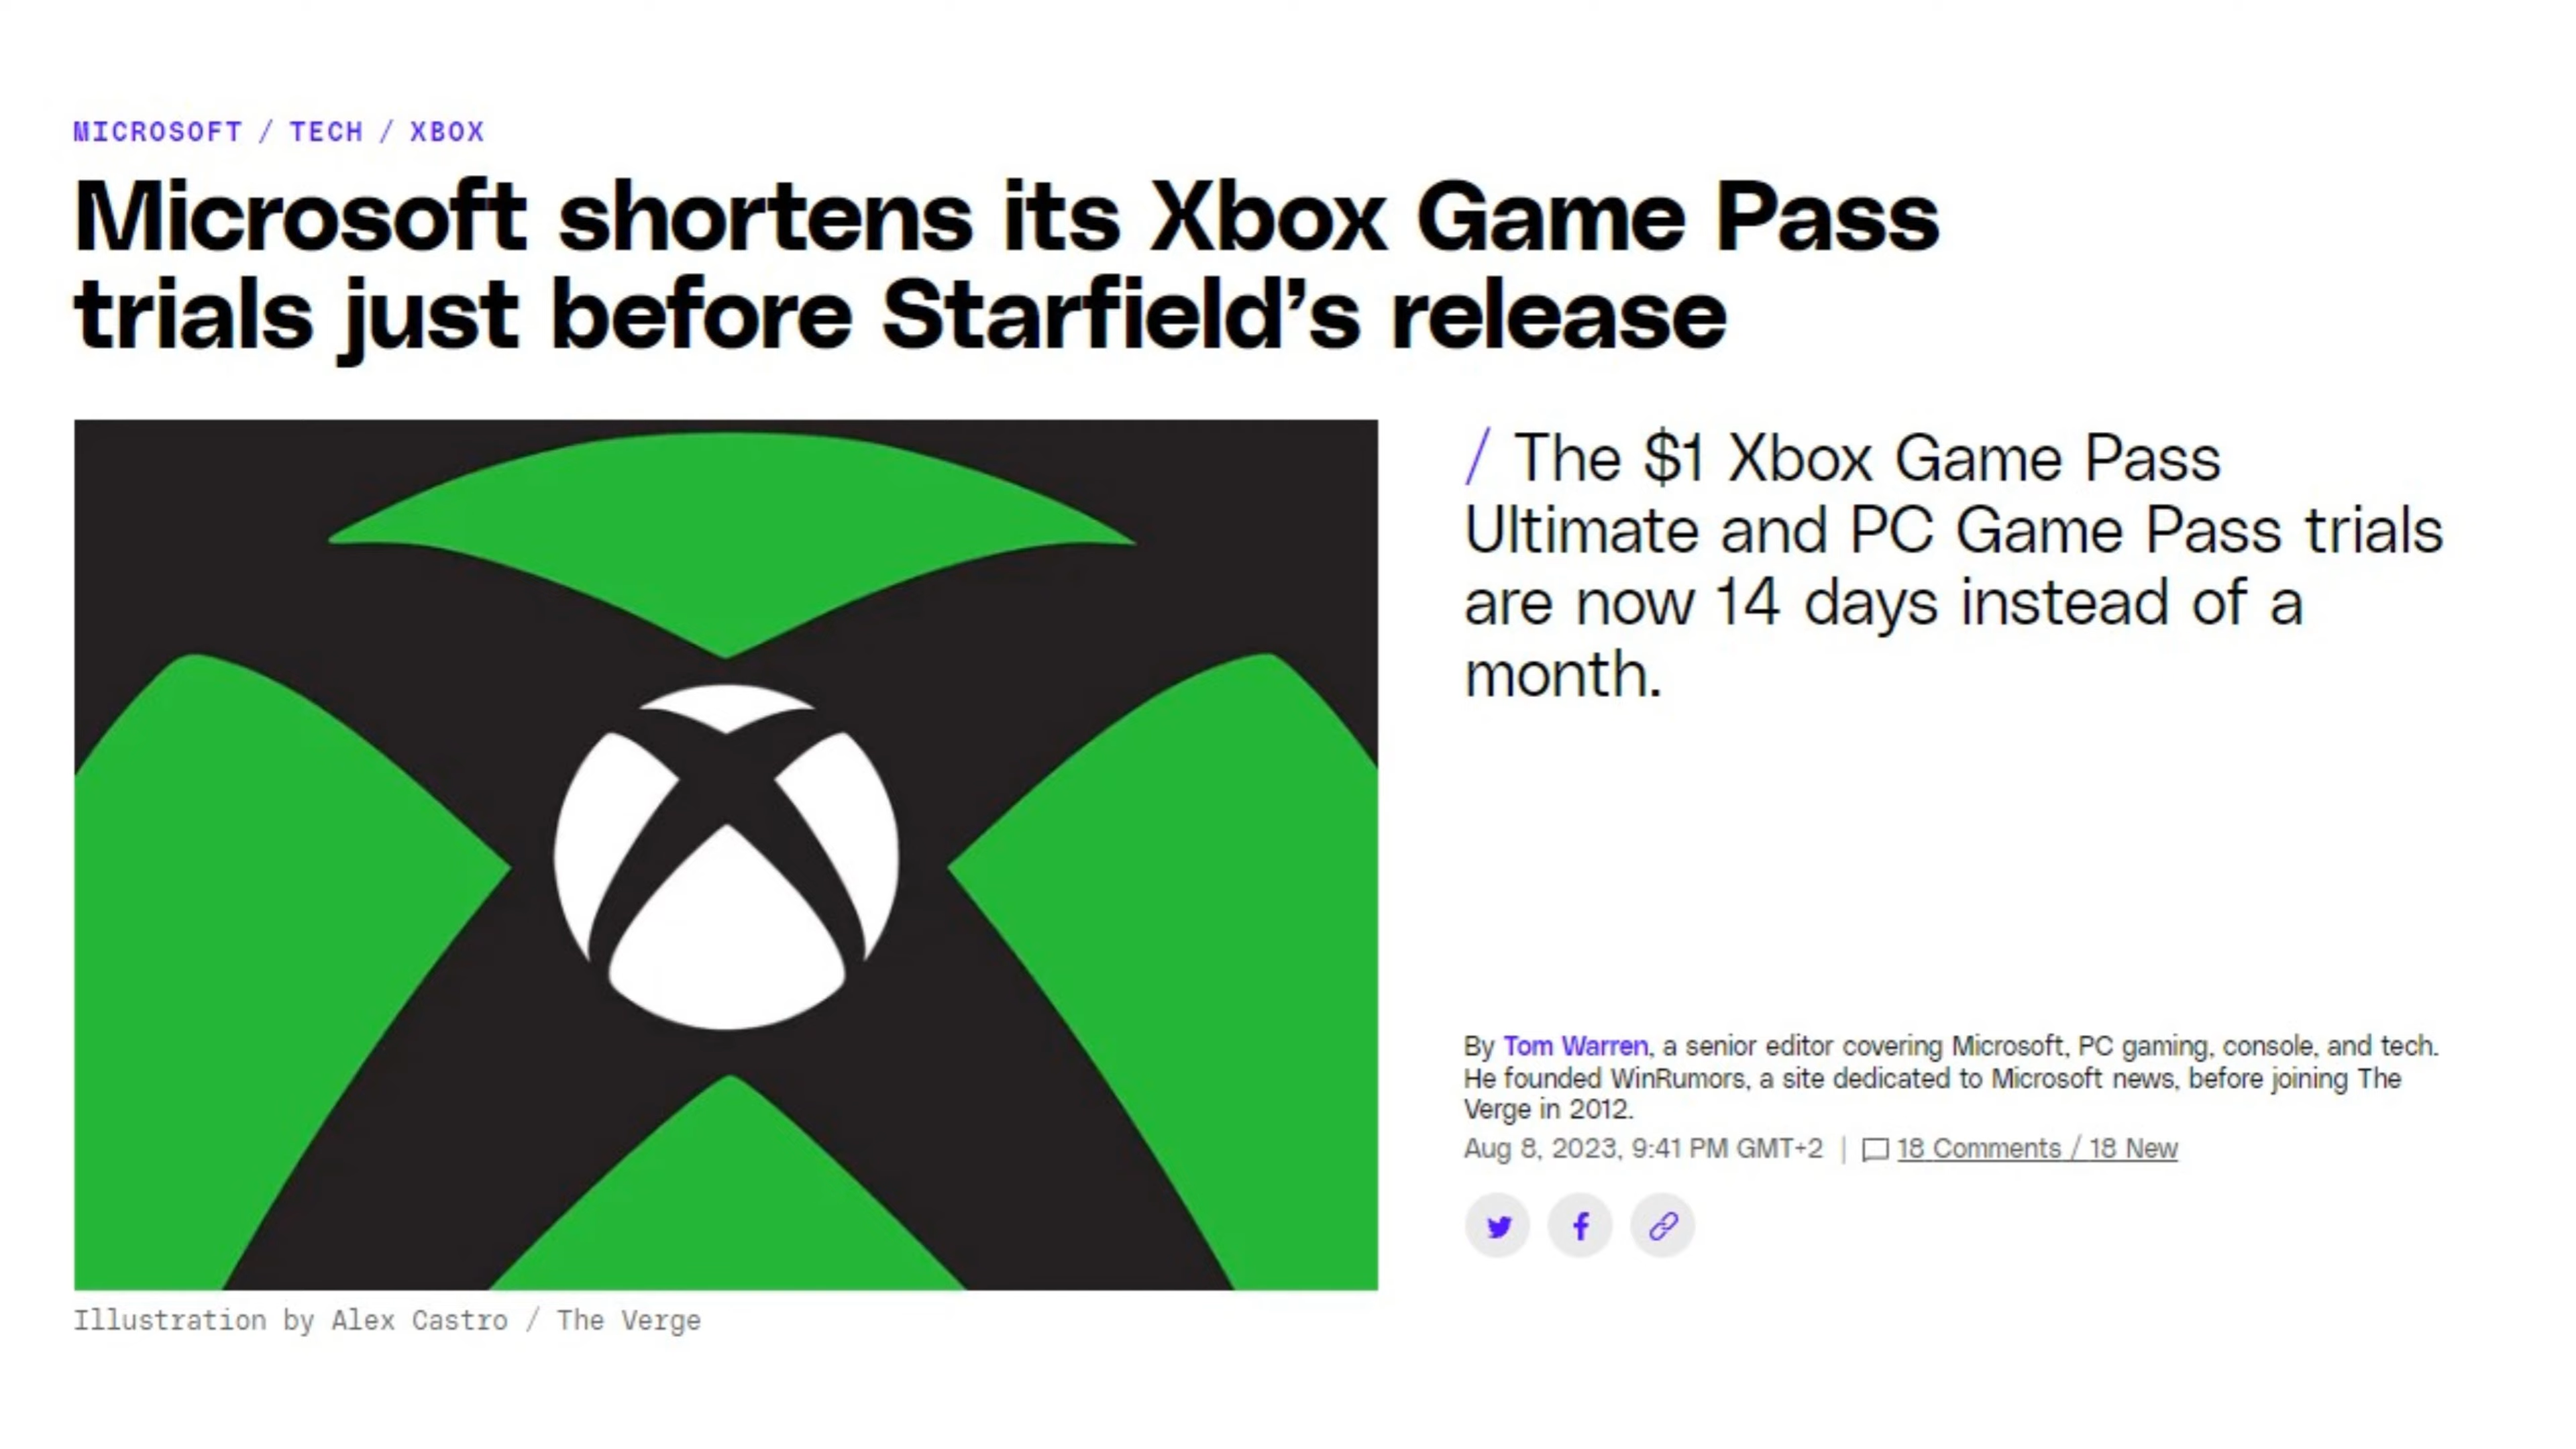 MICROSOFT / TECH / XBOX
Microsoft shortens its Xbox Game Pass
trials just before Starfield’s release
/ The $1 Xbox Game Pass
Ultimate and PC Game Pass trials
are now 14 days instead of a
month.
By Tom Warren, a senior editor covering Microsoft, PC gaming, console, and tech.
He founded WinRumors, a site dedicated to Microsoft news, before joining The
Verge in 2012.
Aug 8, 2023, 9:41 PM GMT+2 | 18 Comments / 18 New
Illustration by Alex Castro / The Verge